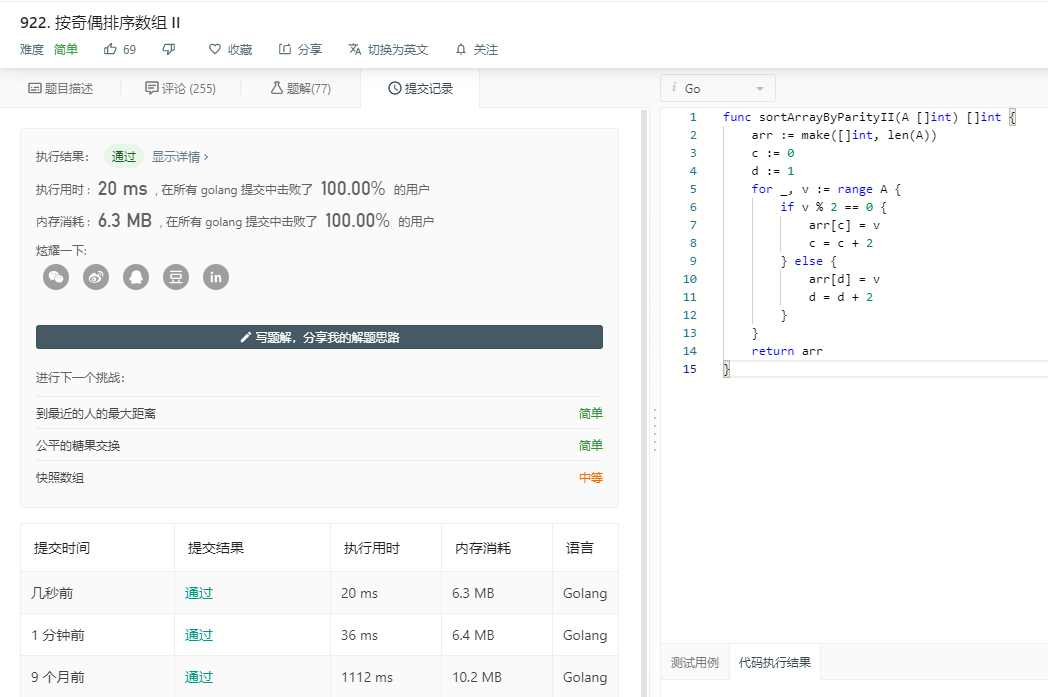 922. 按奇偶排序数组 II
难度 简单 69 收藏 分享 切换为英文 关注
题目描述 评论 (255) 题解(77) 提交记录
执行结果： 通过 显示详情 ›
执行用时 : 20 ms , 在所有 golang 提交中击败了 100.00% 的用户
内存消耗 : 6.3 MB , 在所有 golang 提交中击败了 100.00% 的用户
炫耀一下:
豆 in
写题解，分享我的解题思路
进行下一个挑战：
到最近的人的最大距离 简单
公平的糖果交换 简单
快照数组 中等
提交时间 提交结果 执行用时 内存消耗 语言
几秒前 通过 20 ms 6.3 MB Golang
1 分钟前 通过 36 ms 6.4 MB Golang
9 个月前 通过 1112 ms 10.2 MB Golang
i Go
1 func sortArrayByParityII(A []int) []int {
2 arr := make([]int, len(A))
3 c := 0
4 d := 1
5 for _, v := range A {
6 if v % 2 == 0 {
7 arr[c] = v
8 c = c + 2
9 } else {
10 arr[d] = v
11 d = d + 2
12 }
13 }
14 return arr
15 }
测试用例 代码执行结果